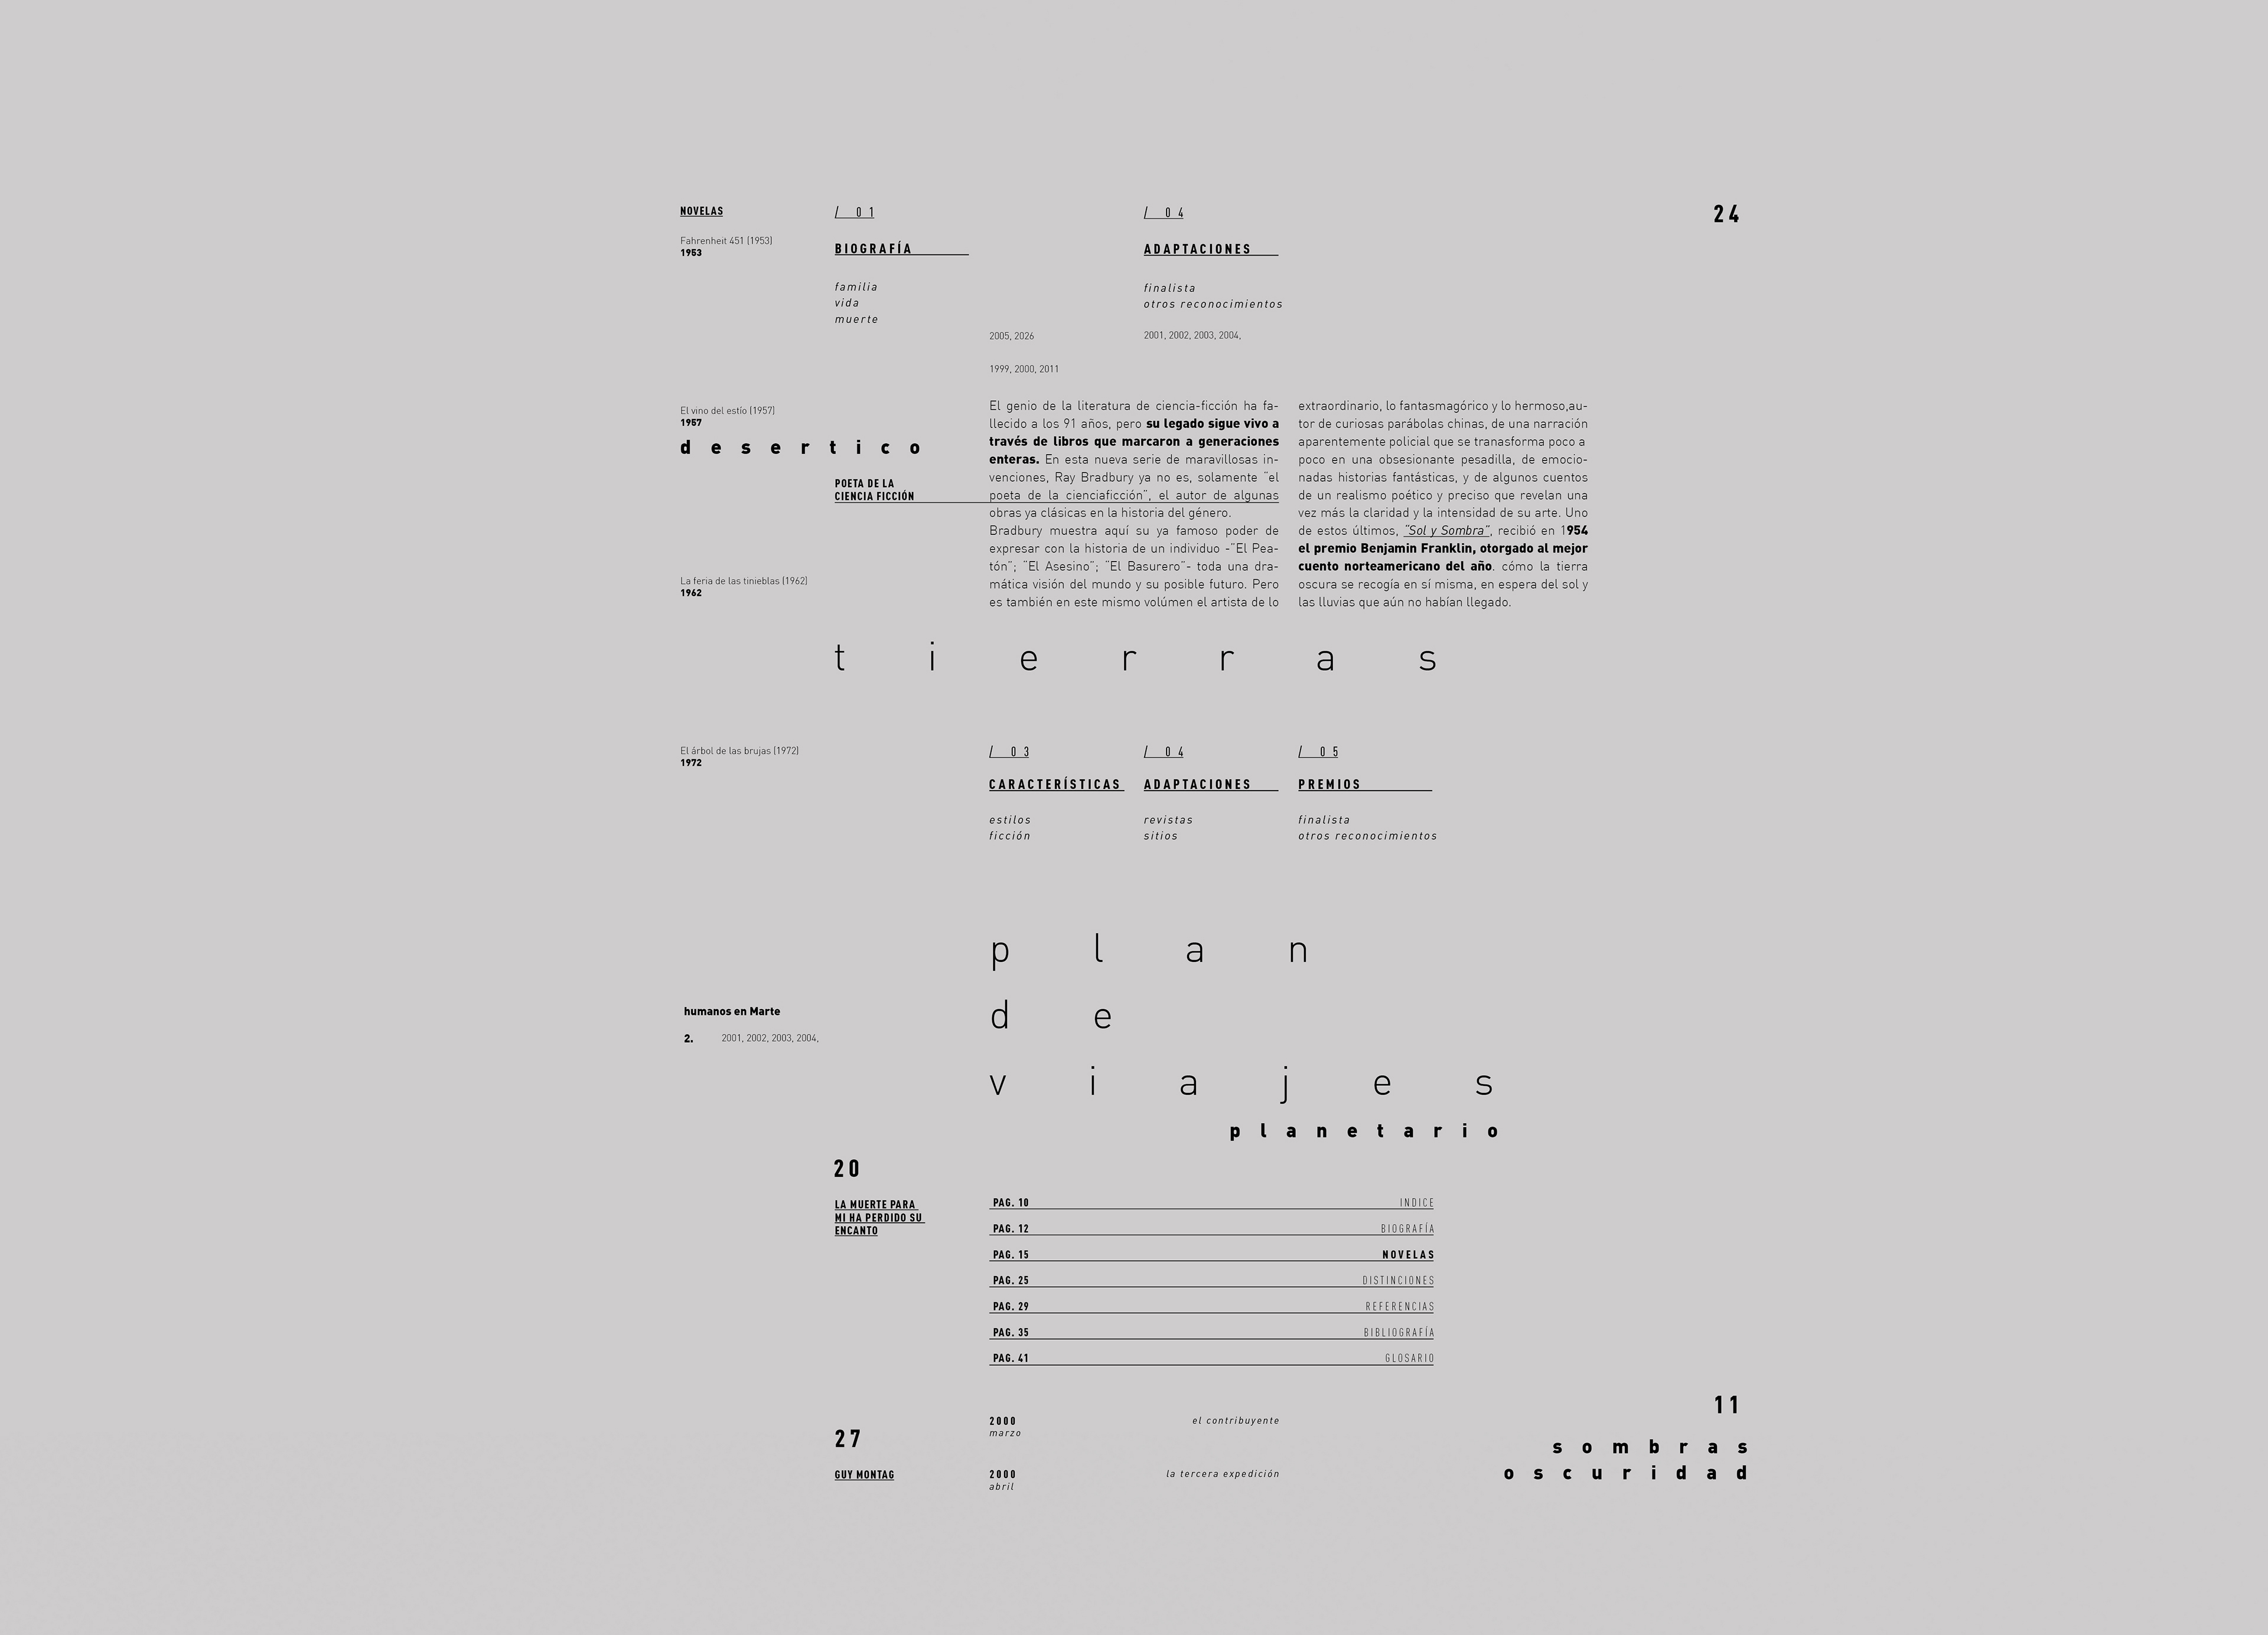 NOVELAS
Fahrenheit 451 (1953)
1953
/ 01
BIOGRAFÍA
familia
vida
muerte
/ 04
ADAPTACIONES
finalista
otros reconocimientos
24
2005, 2026
2001, 2002, 2003, 2004,
1999, 2000, 2011
El vino del estío (1957)
1957
desertico
POETA DE LA
CIENCIA FICCIÓN
El genio de la literatura de ciencia-ficción ha fa-
llecido a los 91 años, pero su legado sigue vivo a
través de libros que marcaron a generaciones
enteras. En esta nueva serie de maravillosas in-
venciones, Ray Bradbury ya no es, solamente "el
poeta de la cienciaficción", el autor de algunas
obras ya clásicas en la historia del género.
Bradbury muestra aquí su ya famoso poder de
expresar con la historia de un individuo -"El Pea-
tón"; "El Asesino"; "El Basurero"- toda una dra-
mática visión del mundo y su posible futuro. Pero
es también en este mismo volúmen el artista de lo
extraordinario, lo fantasmagórico y lo hermoso,au-
tor de curiosas parábolas chinas, de una narración
aparentemente policial que se tranasforma poco a
poco en una obsesionante pesadilla, de emocio-
nadas historias fantásticas, y de algunos cuentos
de un realismo poético y preciso que revelan una
vez más la claridad y la intensidad de su arte. Uno
de estos últimos, "Sol y Sombra", recibió en 1954
el premio Benjamin Franklin, otorgado al mejor
cuento norteamericano del año. cómo la tierra
oscura se recogía en sí misma, en espera del sol y
las lluvias que aún no habían llegado.
La feria de las tinieblas (1962)
1962
tierras
El árbol de las brujas (1972)
1972
/ 03
CARACTERÍSTICAS
estilos
ficción
/ 04
ADAPTACIONES
revistas
sitios
/ 05
PREMIOS
finalista
otros reconocimientos
plan
de
viajes
planetario
humanos en Marte
2. 2001, 2002, 2003, 2004,
20
LA MUERTE PARA
MI HA PERDIDO SU
ENCANTO
PAG. 10 INDICE
PAG. 12 BIOGRAFÍA
PAG. 15 NOVELAS
PAG. 25 DISTINCIONES
PAG. 29 REFERENCIAS
PAG. 35 BIBLIOGRAFÍA
PAG. 41 GLOSARIO
27
GUY MONTAG
2000 el contribuyente
marzo
2000 la tercera expedición
abril
11
sombras
oscuridad